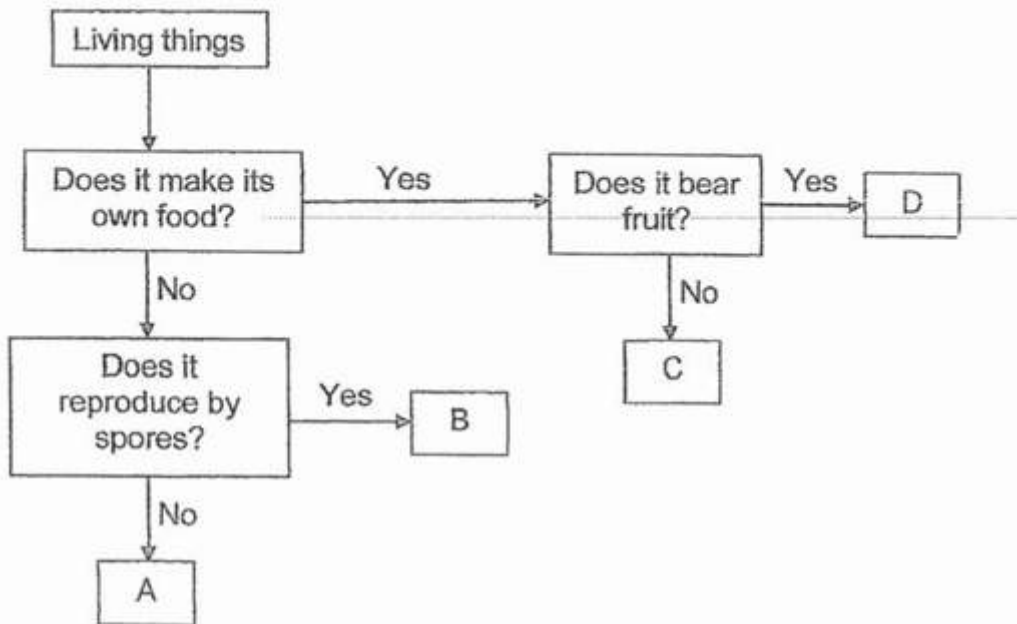 Living things
Does it make its
own food?
Yes
Does it bear
fruit?
Yes
D
No
No
C
Does it
reproduce by
spores?
Yes
B
No
A